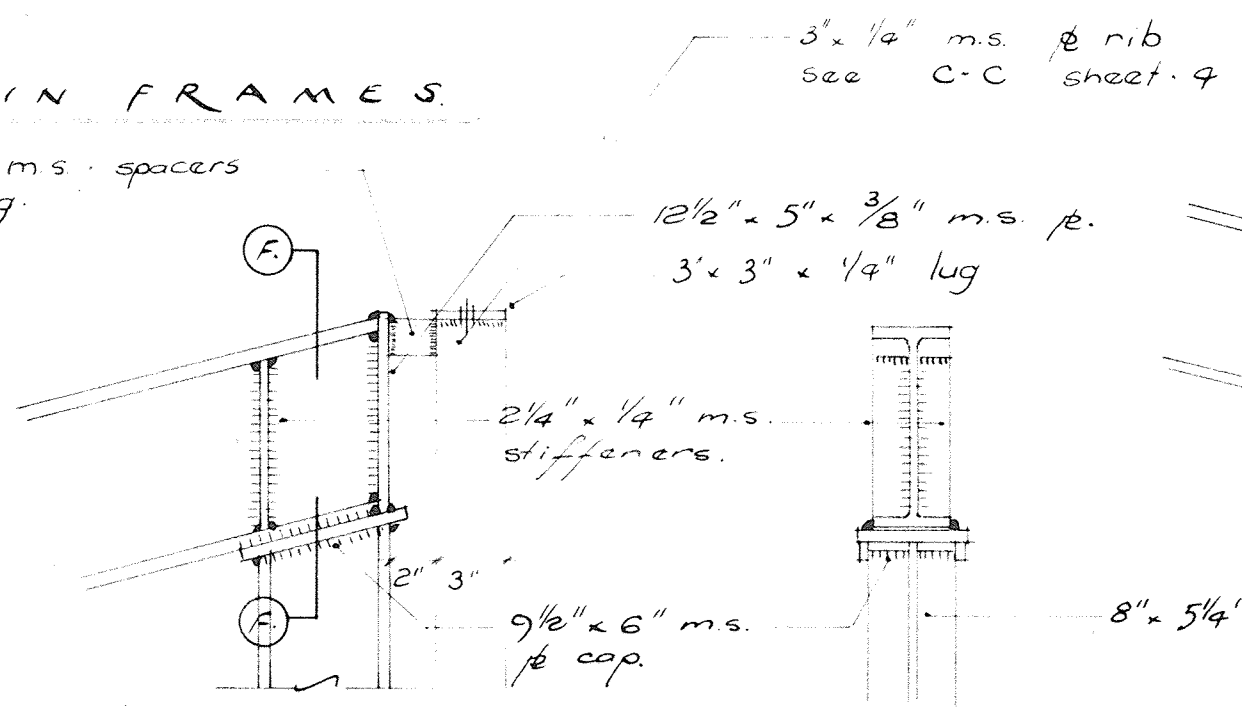 3" x 1/4" m.s. ⅊ rib
see C-C sheet. 4
IN FRAMES.
m.s. spacers
g.
12½" x 5" x 3/8" m.s. ⅊.
3" x 3" x 1/4" lug
F.
2¼" x ¼" m.s.
stiffeners.
2" 3"
F.
9½" x 6" m.s.
⅊ cap.
8" x 5¼"